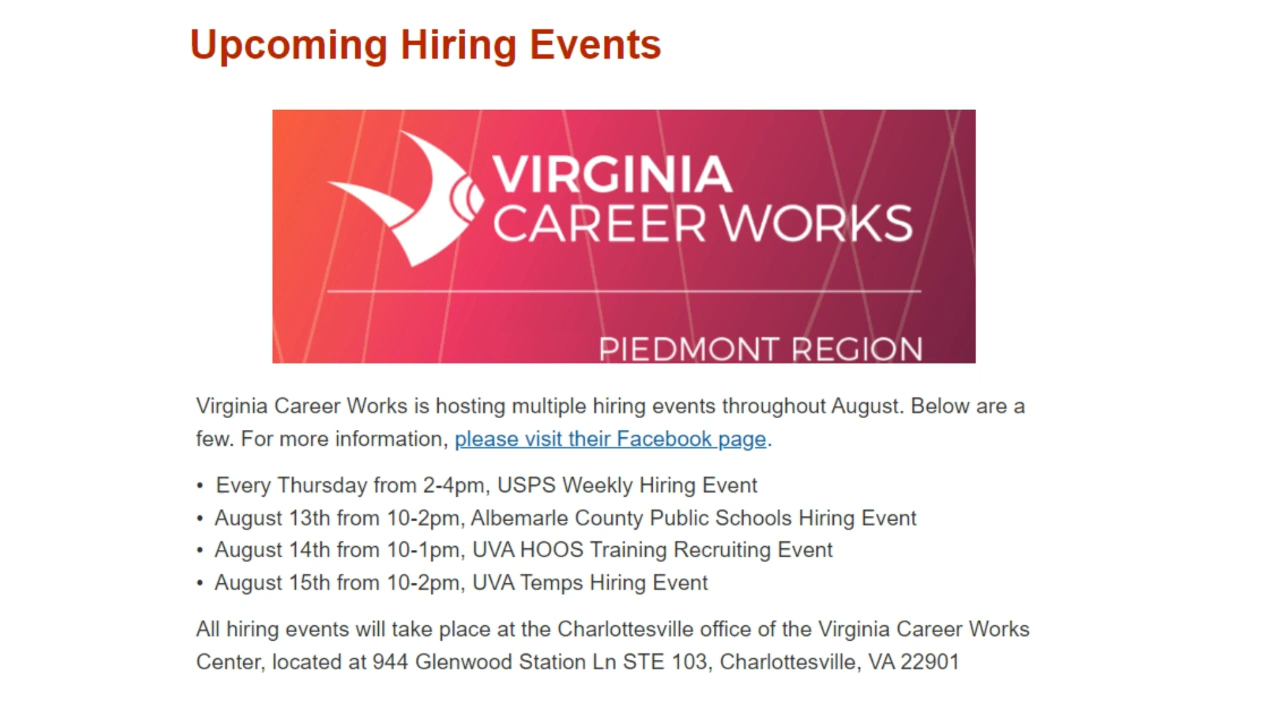 Upcoming Hiring Events
VIRGINIA
CAREER WORKS
PIEDMONT REGION
Virginia Career Works is hosting multiple hiring events throughout August. Below are a
few. For more information, please visit their Facebook page.
• Every Thursday from 2-4pm, USPS Weekly Hiring Event
• August 13th from 10-2pm, Albemarle County Public Schools Hiring Event
• August 14th from 10-1pm, UVA HOOS Training Recruiting Event
• August 15th from 10-2pm, UVA Temps Hiring Event
All hiring events will take place at the Charlottesville office of the Virginia Career Works
Center, located at 944 Glenwood Station Ln STE 103, Charlottesville, VA 22901